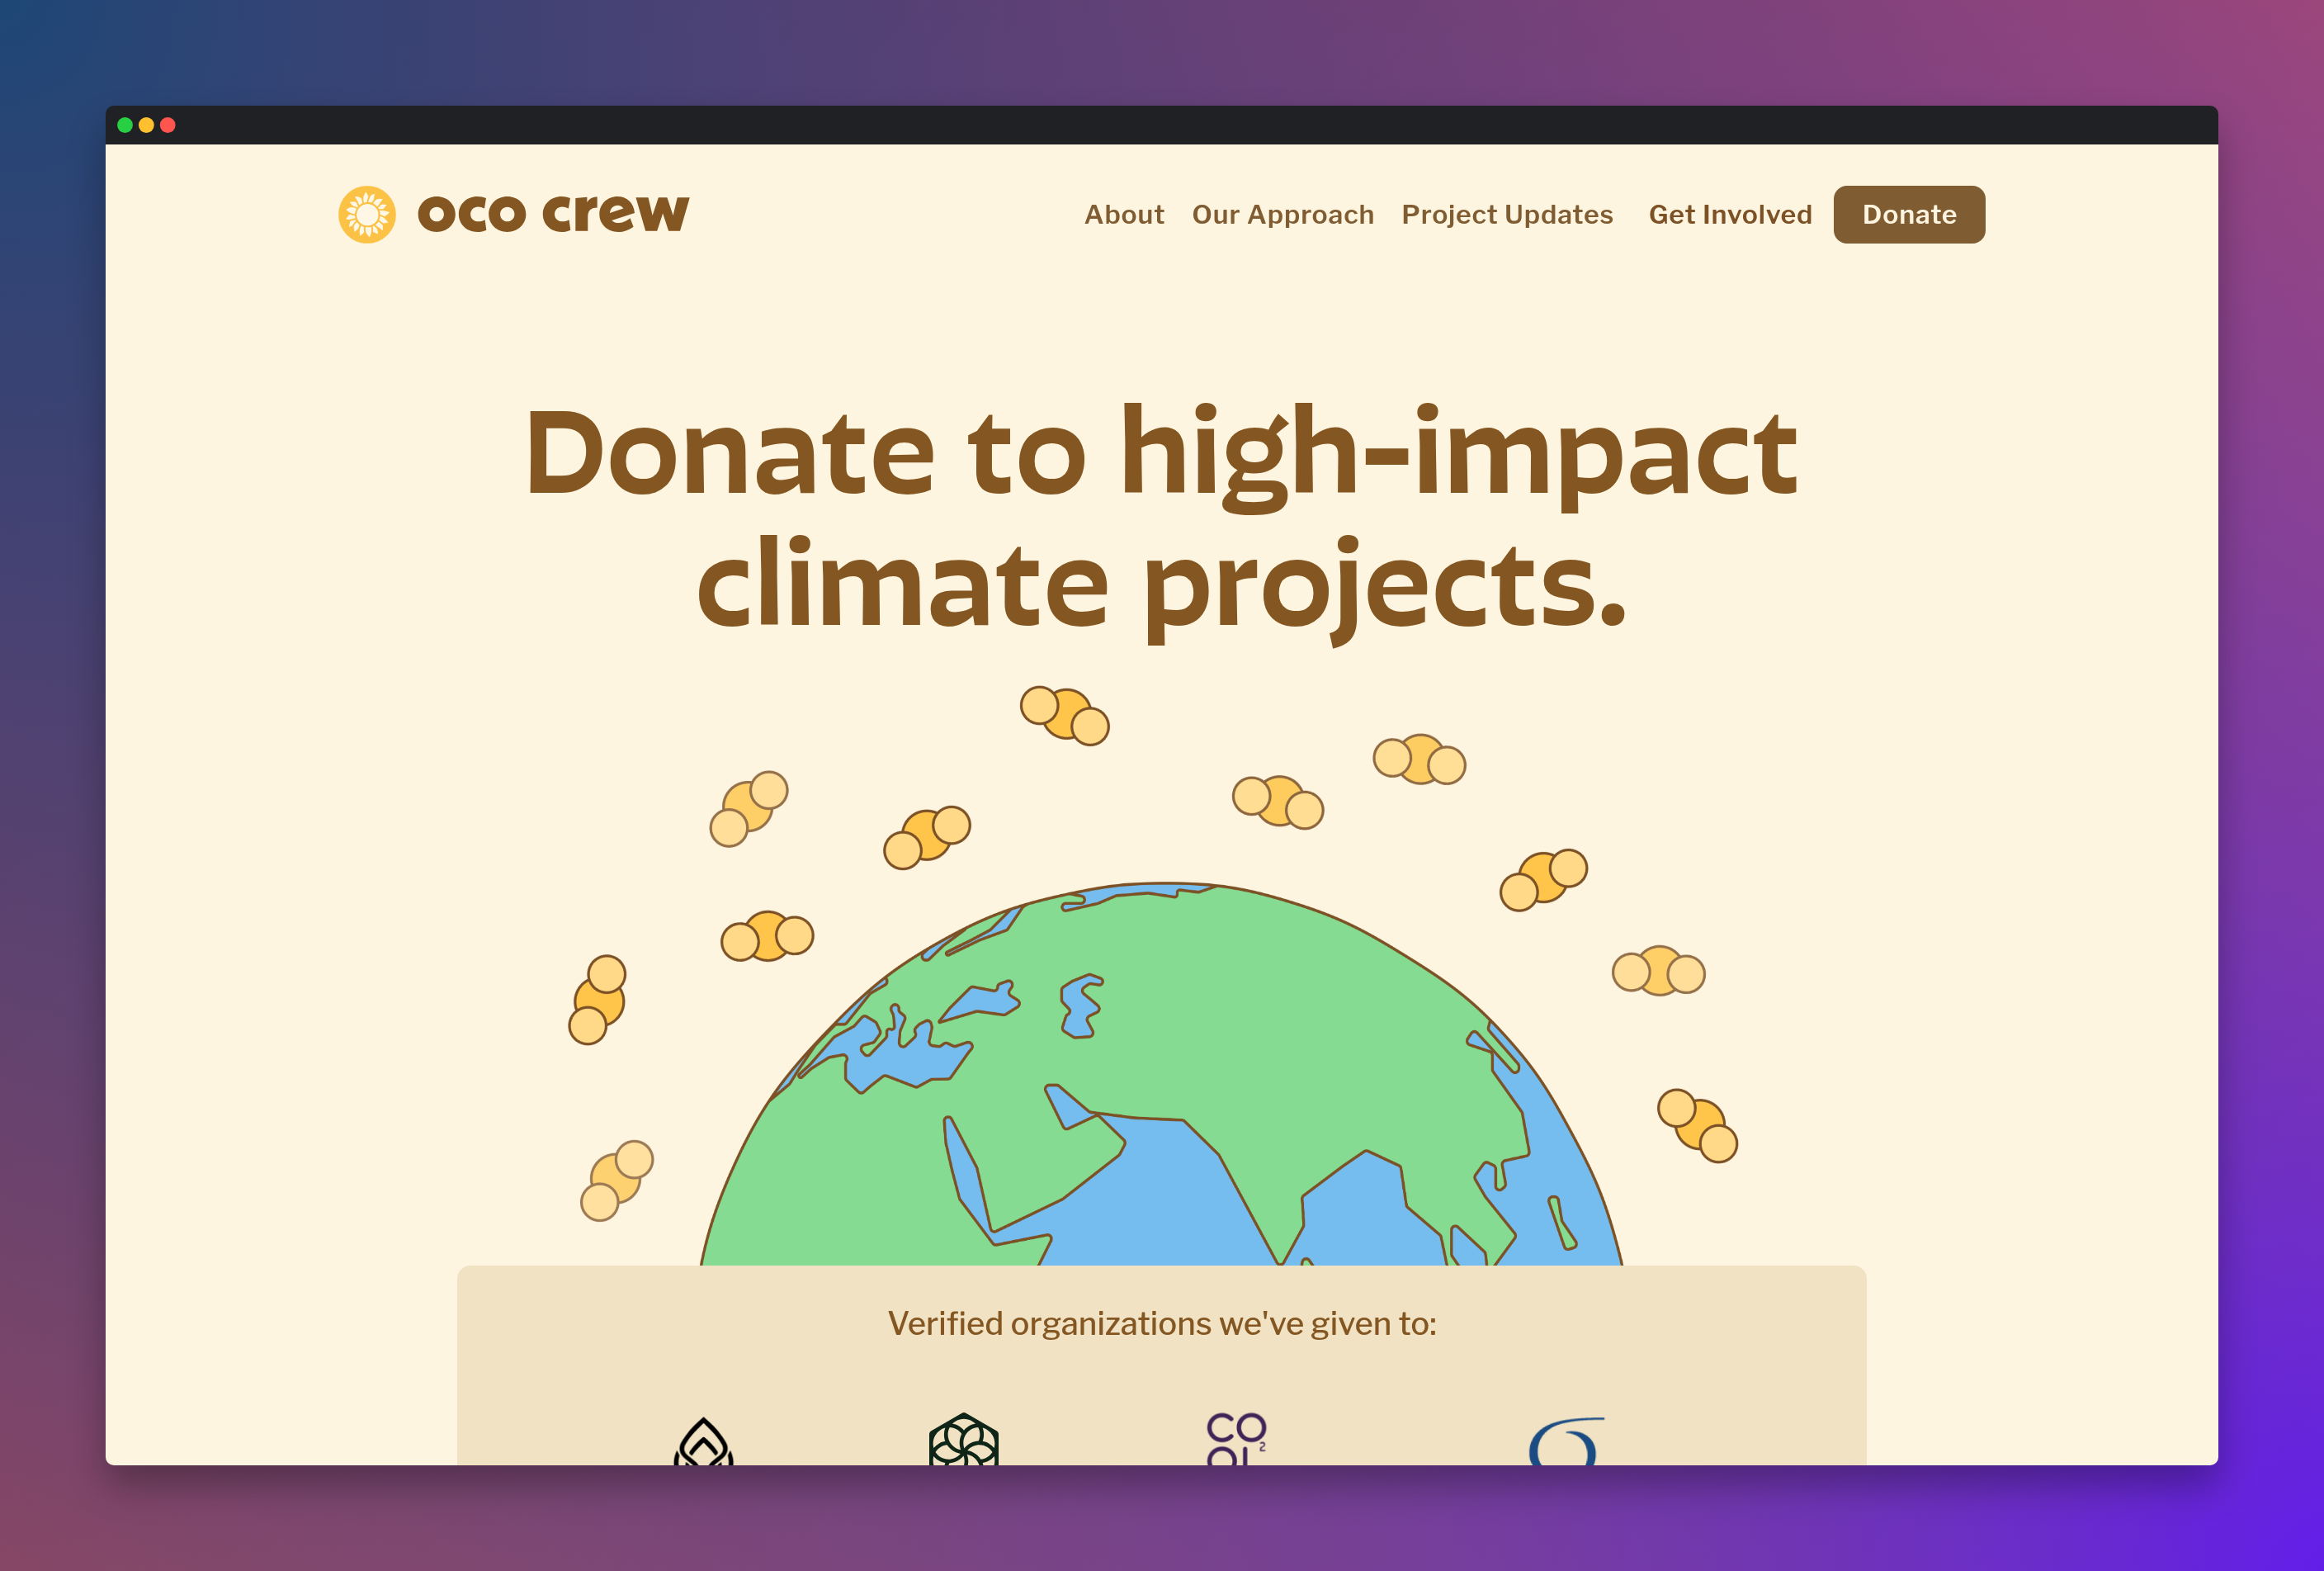 oco crew
About
Our Approach
Project Updates
Get Involved
Donate
Donate to high-impact
climate projects.
Verified organizations we've given to:
CO
OL2